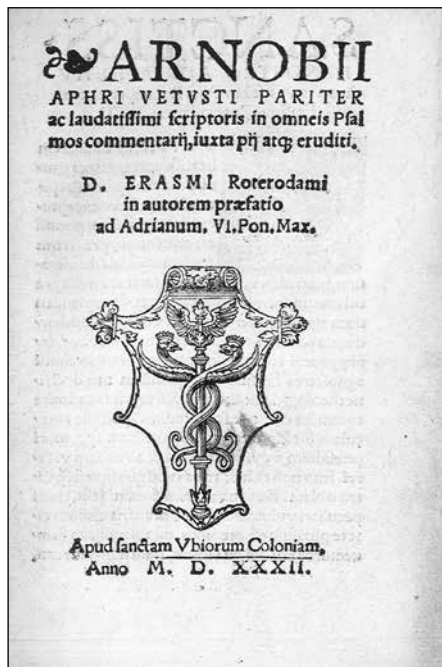 ARNOBII
APHRI VETVSTI PARITER
ac laudatiſſimi ſcriptoris in omneis Pſal
mos commentarij, iuxta pij atqꝫ eruditi.
D. ERASMI Roterodami
in autorem præfatio
ad Adrianum. VI. Pon. Max.
Apud ſanctam Vbiorum Coloniam,
Anno M. D. XXXII.